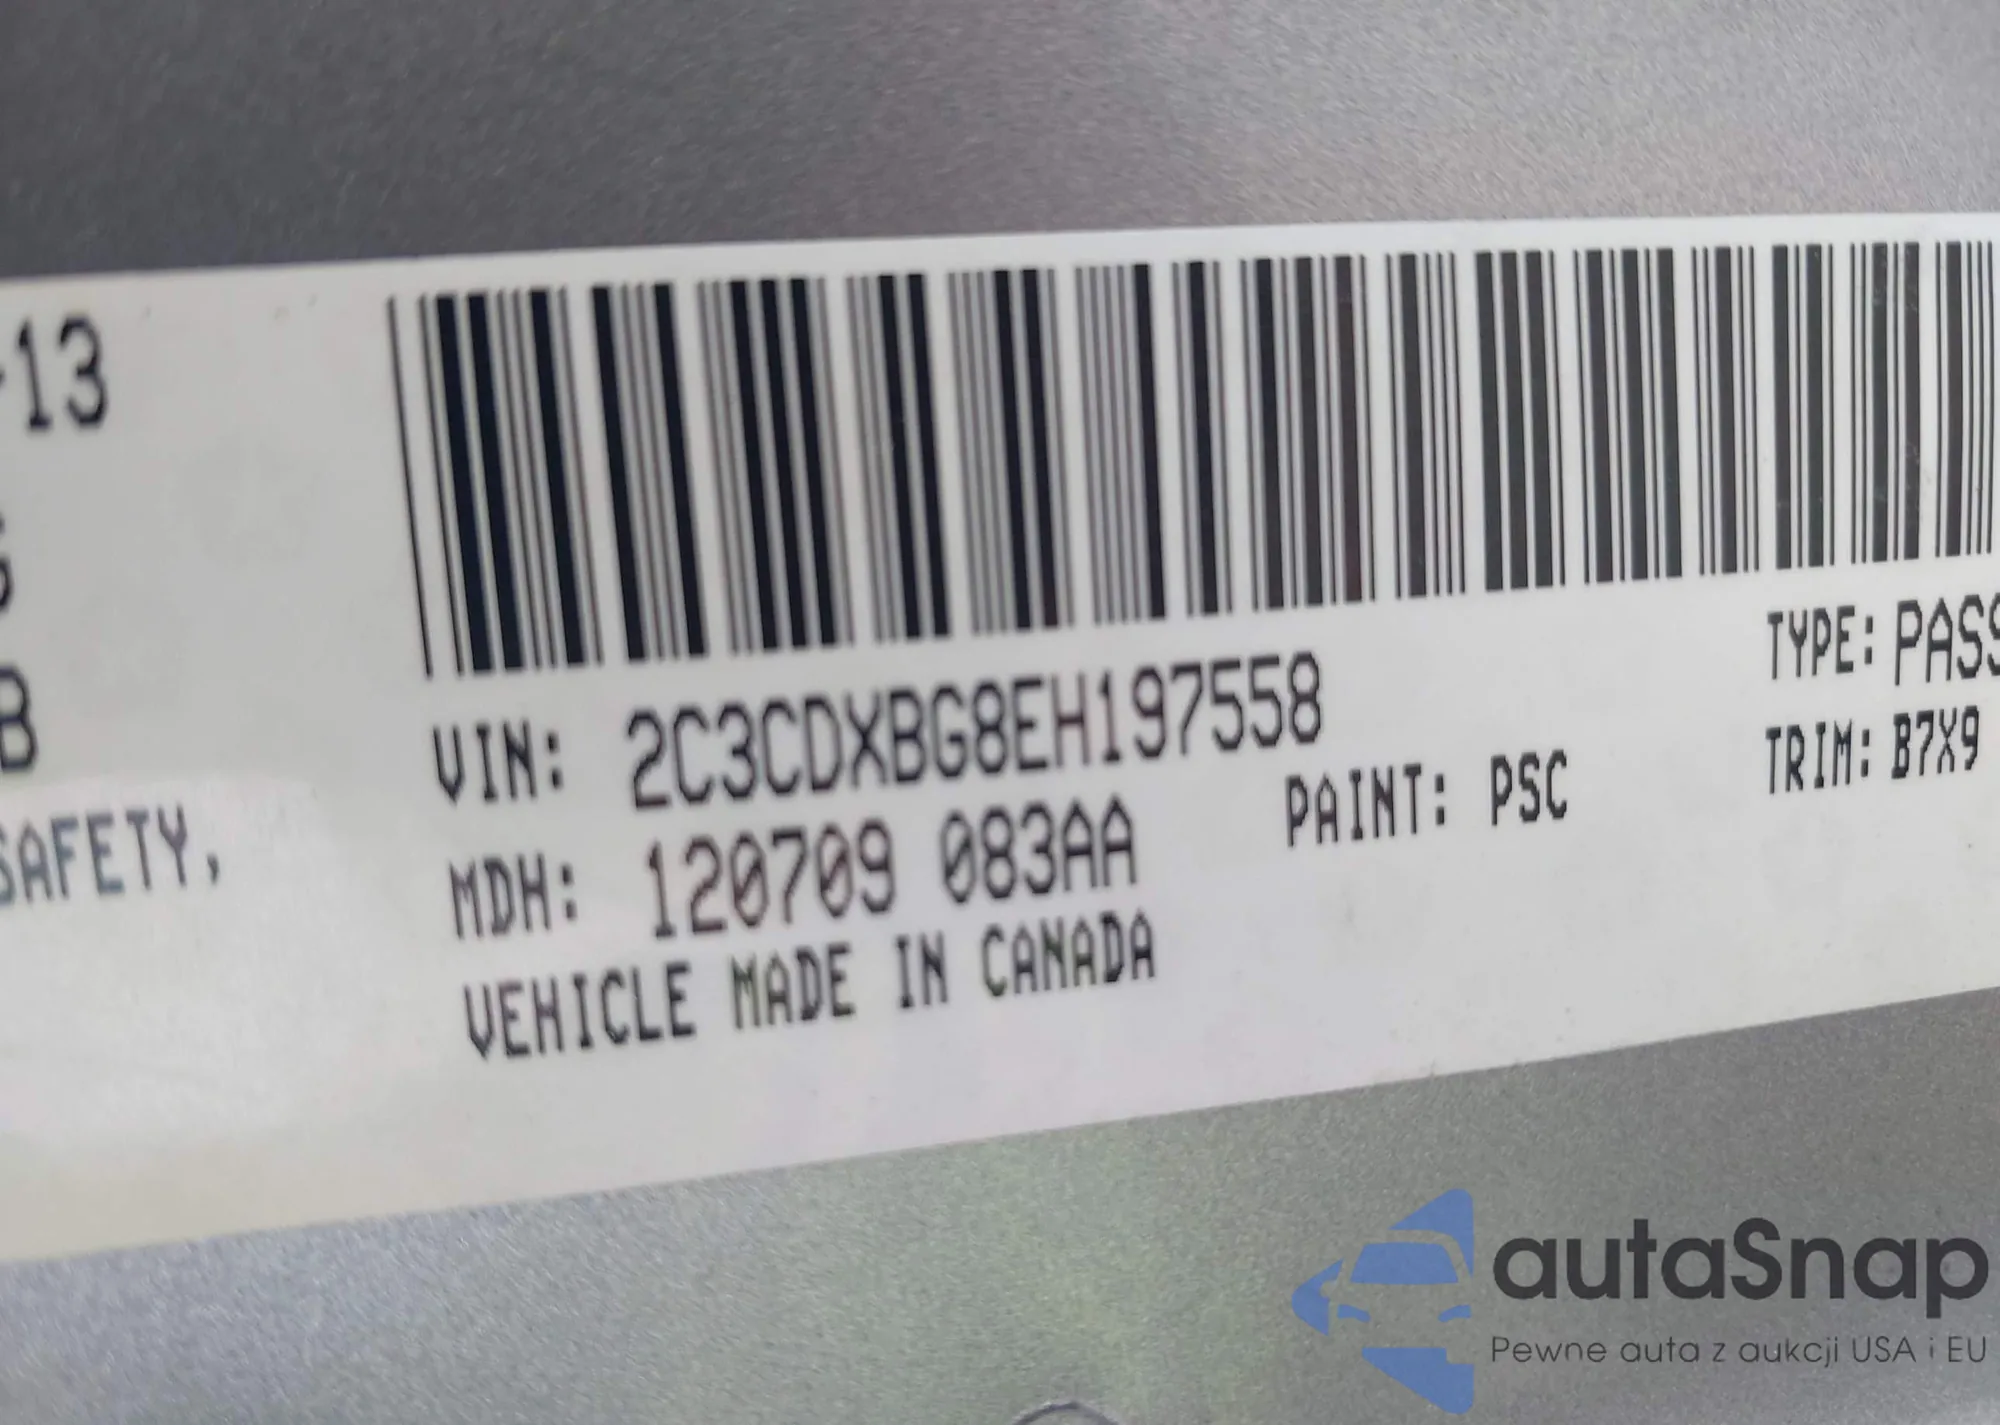 -13
B
SAFETY,
VIN: 2C3CDXBG8EH197558
TYPE: PASS
MDH: 120709 083AA
PAINT: PSC
TRIM: B7X9
VEHICLE MADE IN CANADA
autaSnap
Pewne auta z aukcji USA i EU